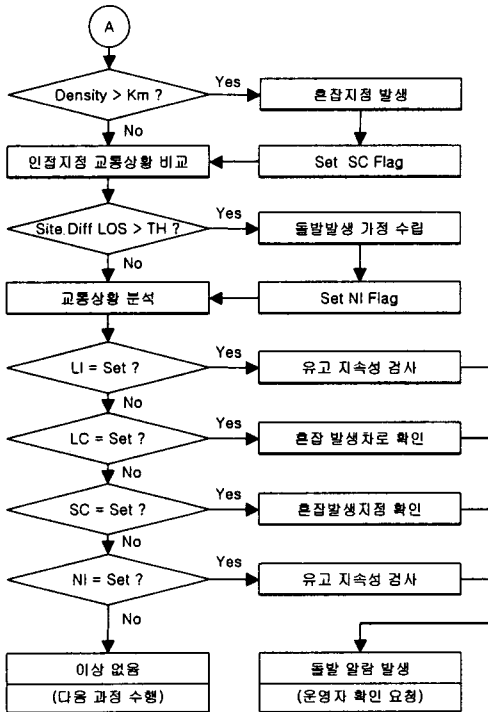 A
Density > Km ?
Yes
혼잡지점 발생
No
인접지점 교통상황 비교
Set SC Flag
Site Diff LOS > TH ?
Yes
돌발발생 가정 수립
No
교통상황 분석
Set NI Flag
LI = Set ?
Yes
유고 지속성 검사
No
LC = Set ?
Yes
혼잡 발생차로 확인
No
SC = Set ?
Yes
혼잡발생지점 확인
No
NI = Set ?
Yes
유고 지속성 검사
No
이상 없음
(다음 과정 수행)
돌발 알람 발생
(운영자 확인 요청)